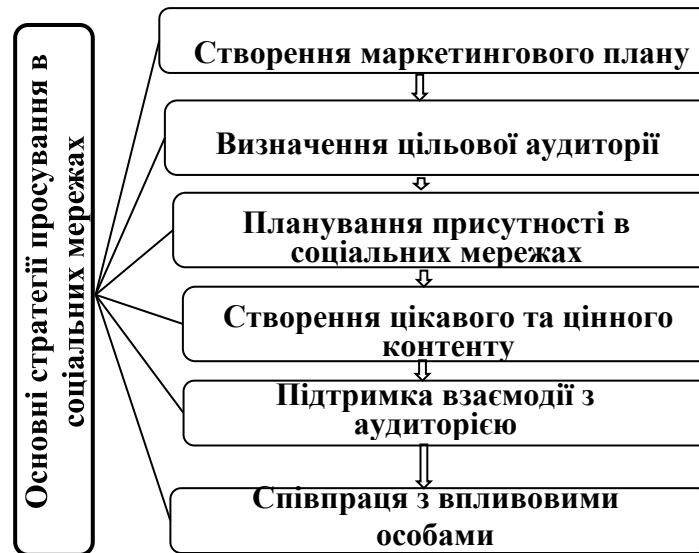 Основні стратегії просування в
соціальних мережах
Створення маркетингового плану
Визначення цільової аудиторії
Планування присутності в
соціальних мережах
Створення цікавого та цінного
контенту
Підтримка взаємодії з
аудиторією
Співпраця з впливовими
особами